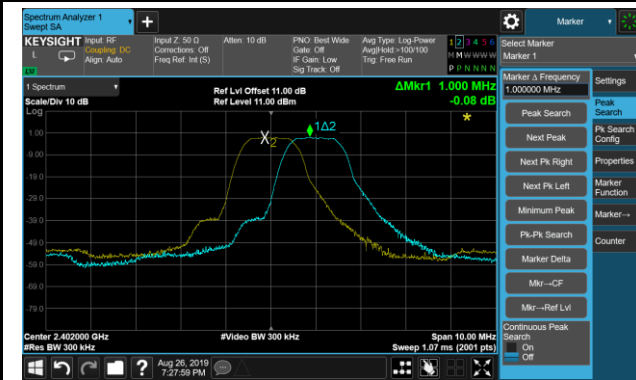 Spectrum Analyzer 1
Swept SA
+
Marker
KEYSIGHT
L
LV
Input: RF
Coupling: DC
Align: Auto
Input Z: 50 Ω
Corrections: Off
Freq Ref: Int (S)
Atten: 10 dB
PNO: Best Wide
Gate: Off
IF Gain: Low
Sig Track: Off
Avg Type: Log-Power
Avg|Hold:>100/100
Trig: Free Run
1 2 3 4 5 6
M M W W W W
P P N N N N
Select Marker
Marker 1
1 Spectrum
Scale/Div 10 dB
Log
Ref Lvl Offset 11.00 dB
Ref Level 11.00 dBm
ΔMkr1 1.000 MHz
-0.08 dB
*
1Δ2
X2
1.00
-9.00
-19.0
-29.0
-39.0
-49.0
-59.0
-69.0
-79.0
Center 2.402000 GHz
#Res BW 300 kHz
#Video BW 300 kHz
Span 10.00 MHz
Sweep 1.07 ms (2001 pts)
Marker Δ Frequency
1.000000 MHz
Peak Search
Next Peak
Next Pk Right
Next Pk Left
Minimum Peak
Pk-Pk Search
Marker Delta
Mkr→CF
Mkr→Ref Lvl
Continuous Peak
Search
On
Off
Settings
Peak
Search
Pk Search
Config
Properties
Marker
Function
Marker→
Counter
?
Aug 26, 2019
7:27:59 PM